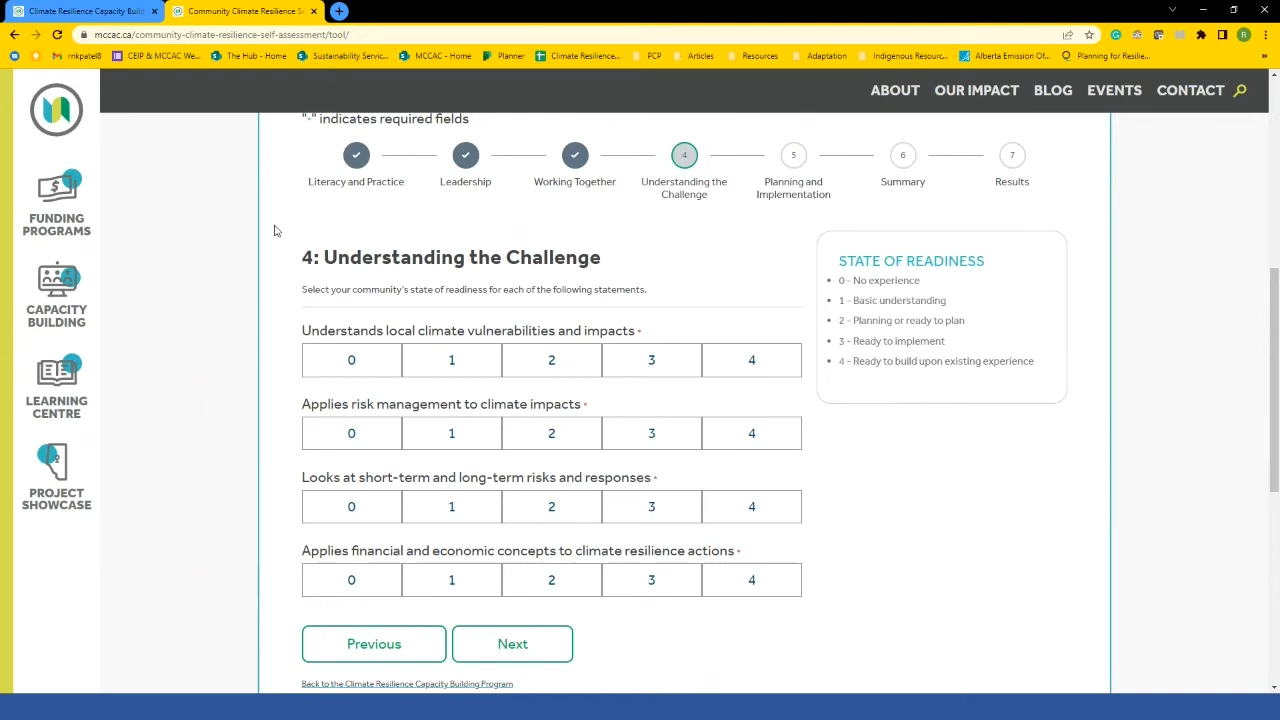 Climate Resilience Capacity Build
Community Climate Resilience Se
mccac.ca/community-climate-resilience-self-assessment/tool/
R
rnkpatel8
CEIP & MCCAC We...
The Hub - Home
Sustainability Servic...
MCCAC - Home
Planner
Climate Resilience...
PCP
Articles
Resources
Adaptation
Indigenous Resourc...
Alberta Emission Of...
Planning for Resilie...
ABOUT
OUR IMPACT
BLOG
EVENTS
CONTACT
FUNDING
PROGRAMS
CAPACITY
BUILDING
LEARNING
CENTRE
PROJECT
SHOWCASE
"*" indicates required fields
4
5
6
7
Literacy and Practice
Leadership
Working Together
Understanding the
Challenge
Planning and
Implementation
Summary
Results
4: Understanding the Challenge
Select your community's state of readiness for each of the following statements.
Understands local climate vulnerabilities and impacts *
0 1 2 3 4
Applies risk management to climate impacts *
0 1 2 3 4
Looks at short-term and long-term risks and responses *
0 1 2 3 4
Applies financial and economic concepts to climate resilience actions *
0 1 2 3 4
Previous
Next
Back to the Climate Resilience Capacity Building Program
STATE OF READINESS
• 0 - No experience
• 1 - Basic understanding
• 2 - Planning or ready to plan
• 3 - Ready to implement
• 4 - Ready to build upon existing experience